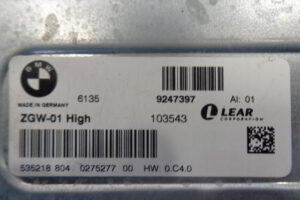 BMW
6135 9247397 AI: 01
MADE IN GERMANY
ZGW-01 High 103543 LEAR
CORPORATION
535218 804 0275277 00 HW 0.C4.0